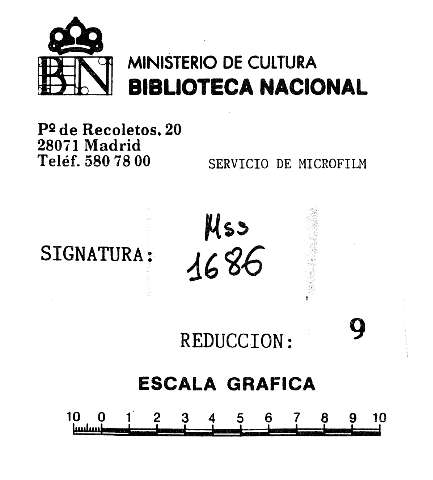 BN
MINISTERIO DE CULTURA
BIBLIOTECA NACIONAL
Pº de Recoletos, 20
28071 Madrid
Teléf. 580 78 00
SERVICIO DE MICROFILM
SIGNATURA:
Mss
1686
REDUCCION: 9
ESCALA GRAFICA
10 0 1 2 3 4 5 6 7 8 9 10